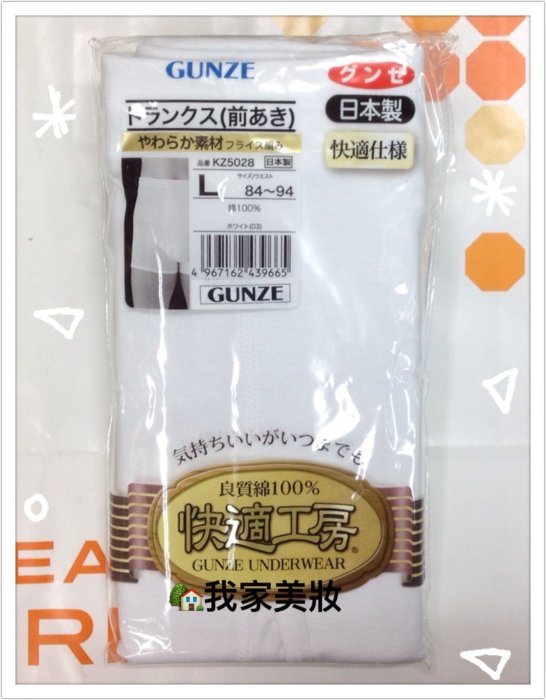 GUNZE
グンゼ
トランクス(前あき)
日本製
やわらか素材 フライス編み
快適仕様
品番 KZ5028 日本製
サイズ/ウエスト
L 84〜94
綿100%
ホワイト(03)
4 967162 439665
GUNZE
気持ちいいがいつまでも
良質綿100%
快適工房®
GUNZE UNDERWEAR
我家美妝
EA
R